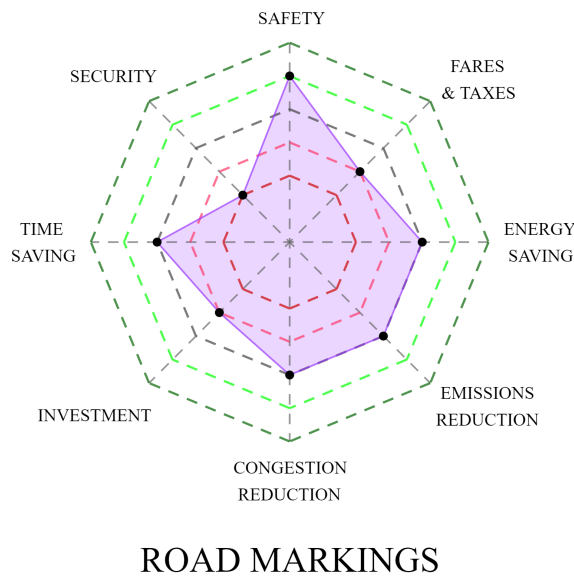 SAFETY
SECURITY
FARES
& TAXES
TIME
SAVING
ENERGY
SAVING
INVESTMENT
EMISSIONS
REDUCTION
CONGESTION
REDUCTION
ROAD MARKINGS